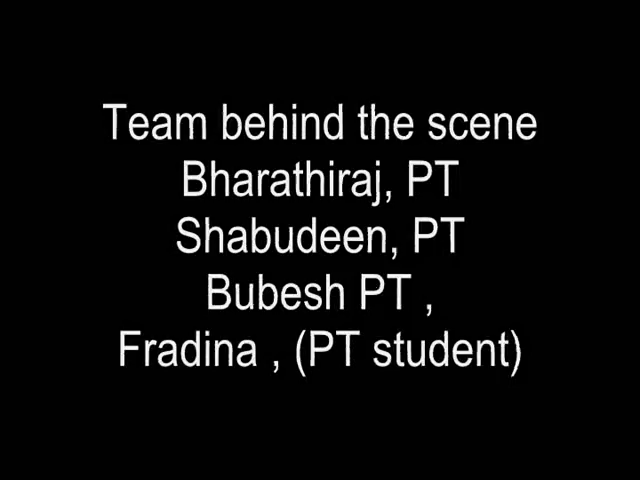 Team behind the scene
Bharathiraj, PT
Shabudeen, PT
Bubesh PT ,
Fradina , (PT student)